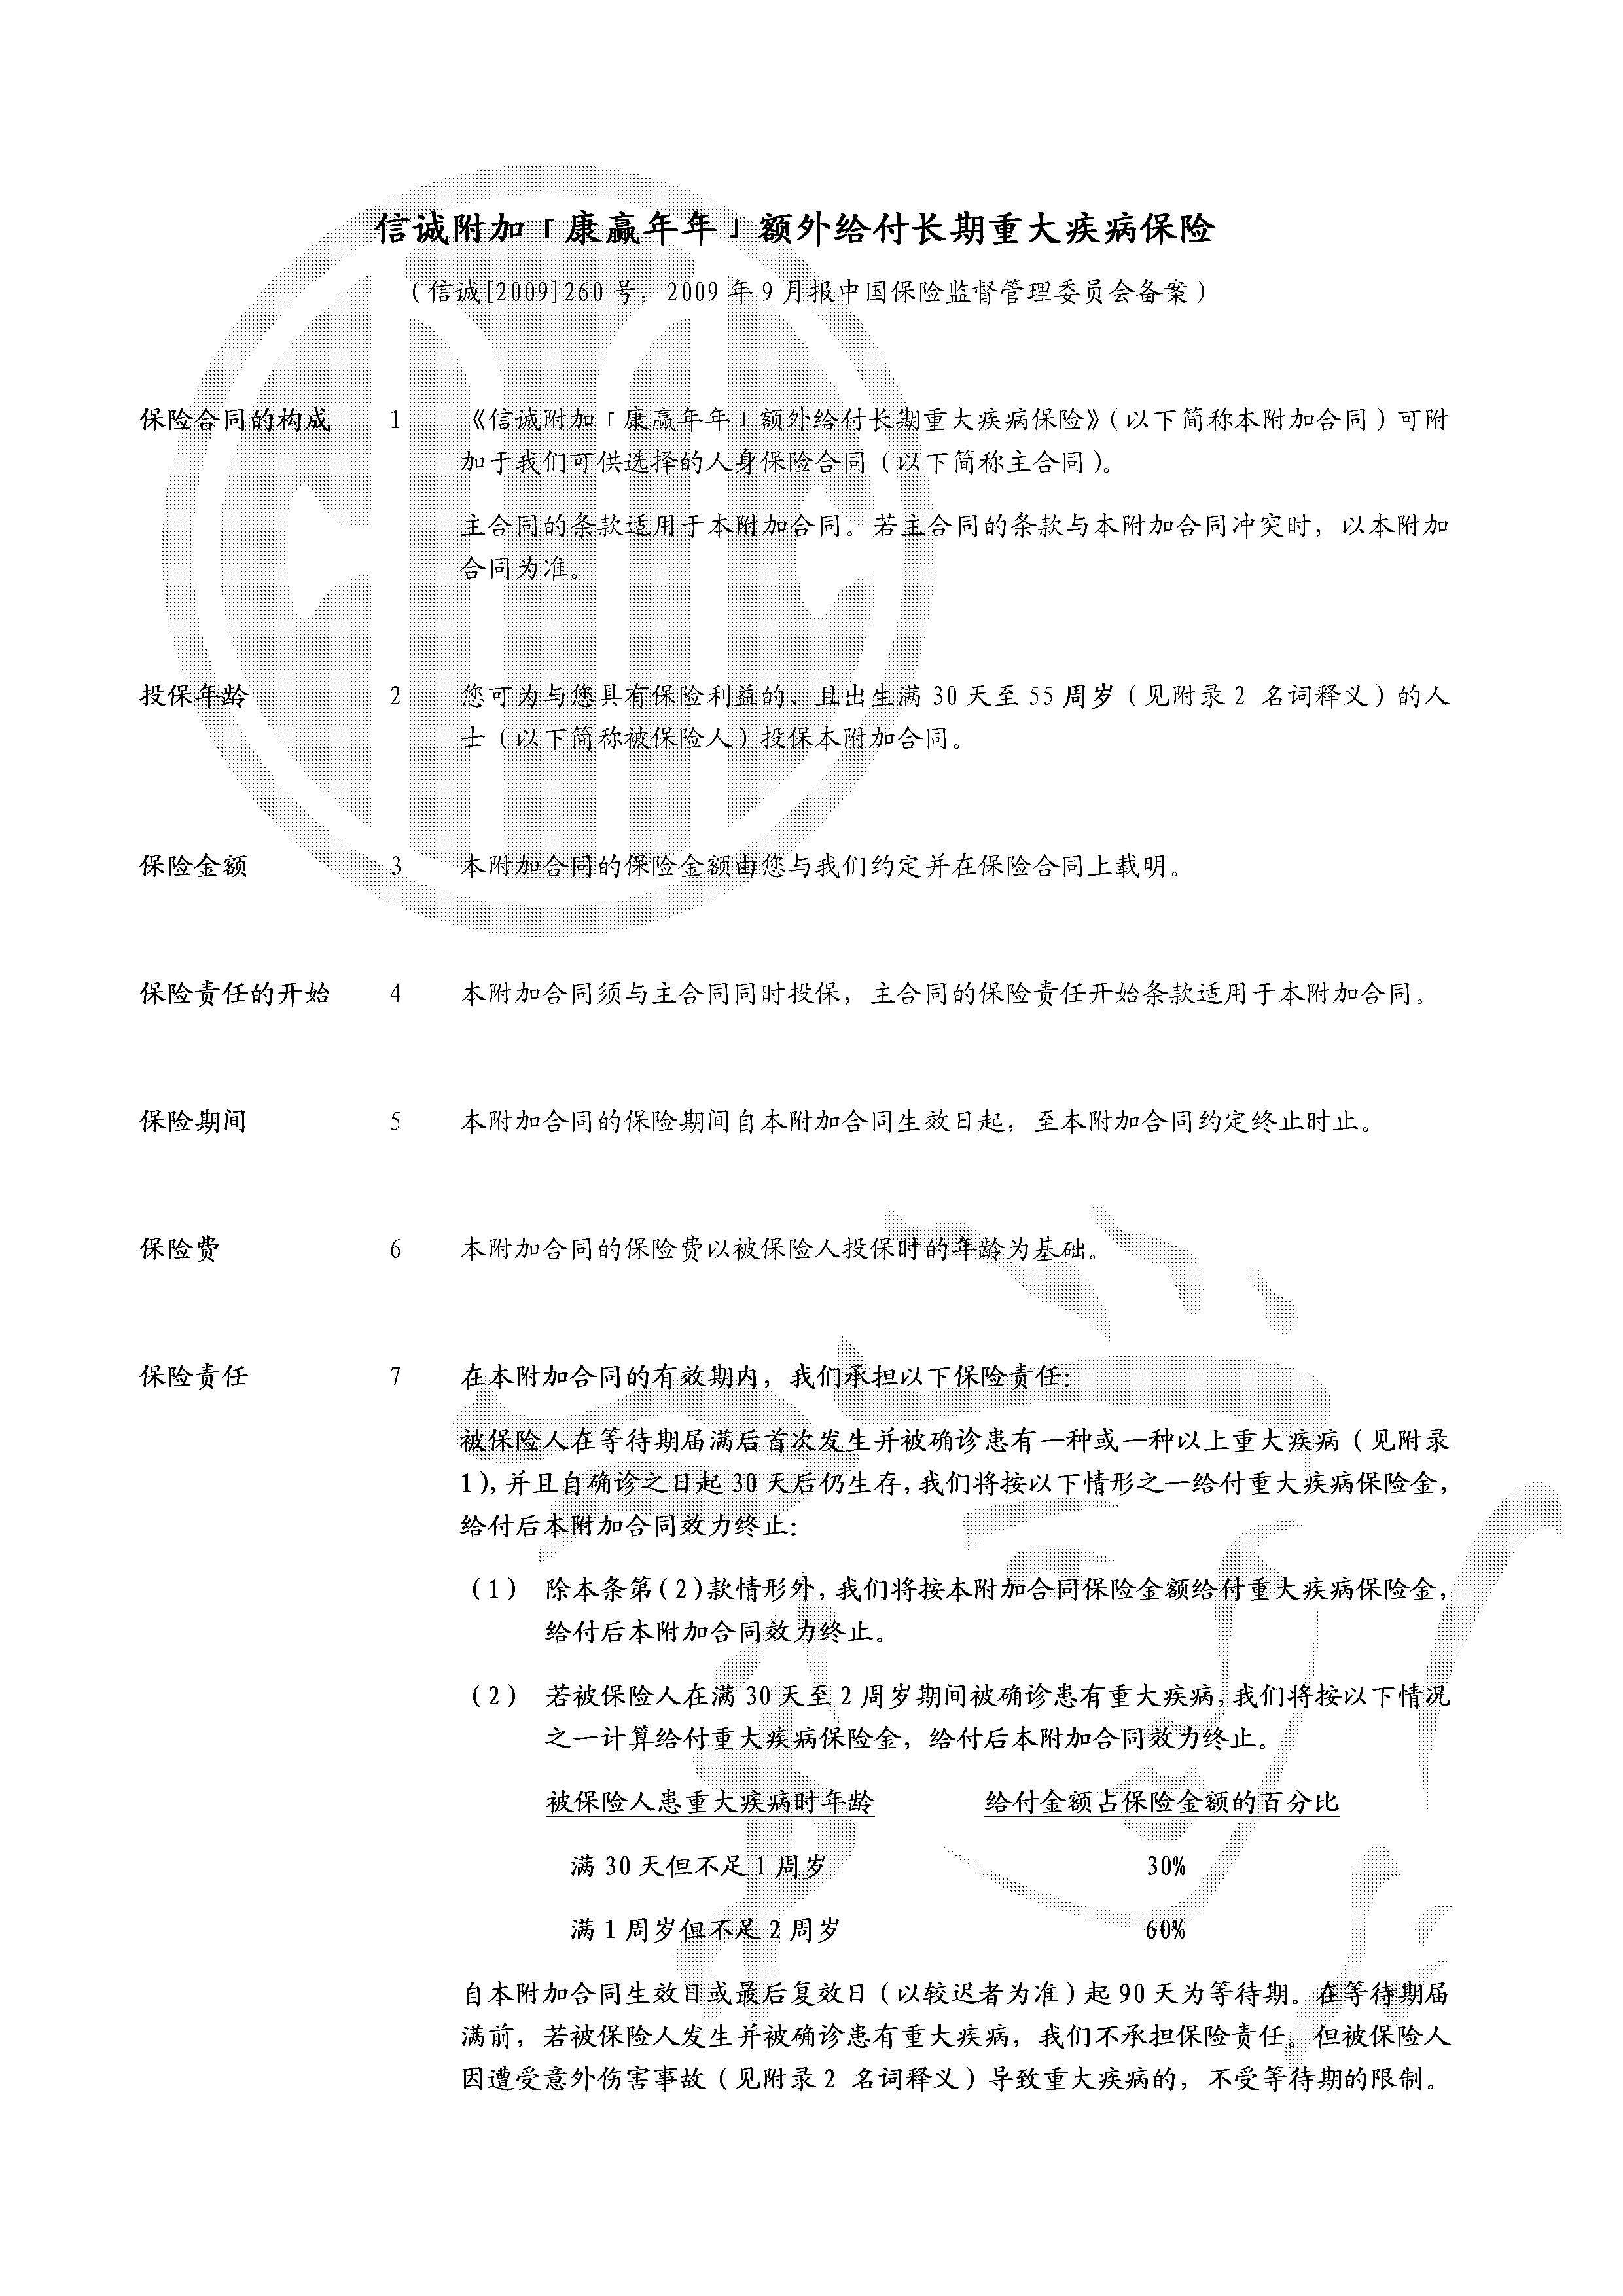 信诚附加「康赢年年」额外给付长期重大疾病保险
(信诚[2009]260号，2009年9月报中国保险监督管理委员会备案)
保险合同的构成 1 《信诚附加「康赢年年」额外给付长期重大疾病保险》(以下简称本附加合同)可附
加于我们可供选择的人身保险合同(以下简称主合同)。
主合同的条款适用于本附加合同。若主合同的条款与本附加合同冲突时，以本附加
合同为准。
投保年龄 2 您可为与您具有保险利益的、且出生满30天至55周岁(见附录2 名词释义)的人
士(以下简称被保险人)投保本附加合同。
保险金额 3 本附加合同的保险金额由您与我们约定并在保险合同上载明。
保险责任的开始 4 本附加合同须与主合同同时投保，主合同的保险责任开始条款适用于本附加合同。
保险期间 5 本附加合同的保险期间自本附加合同生效日起，至本附加合同约定终止时止。
保险费 6 本附加合同的保险费以被保险人投保时的年龄为基础。
保险责任 7 在本附加合同的有效期内，我们承担以下保险责任：
被保险人在等待期届满后首次发生并被确诊患有一种或一种以上重大疾病(见附录
1)，并且自确诊之日起30天后仍生存，我们将按以下情形之一给付重大疾病保险金，
给付后本附加合同效力终止：
(1) 除本条第(2)款情形外，我们将按本附加合同保险金额给付重大疾病保险金，
给付后本附加合同效力终止。
(2) 若被保险人在满30天至2周岁期间被确诊患有重大疾病，我们将按以下情况
之一计算给付重大疾病保险金，给付后本附加合同效力终止。
被保险人患重大疾病时年龄 给付金额占保险金额的百分比
满30天但不足1周岁 30%
满1周岁但不足2周岁 60%
自本附加合同生效日或最后复效日(以较迟者为准)起90天为等待期。在等待期届
满前，若被保险人发生并被确诊患有重大疾病，我们不承担保险责任。但被保险人
因遭受意外伤害事故(见附录2 名词释义)导致重大疾病的，不受等待期的限制。